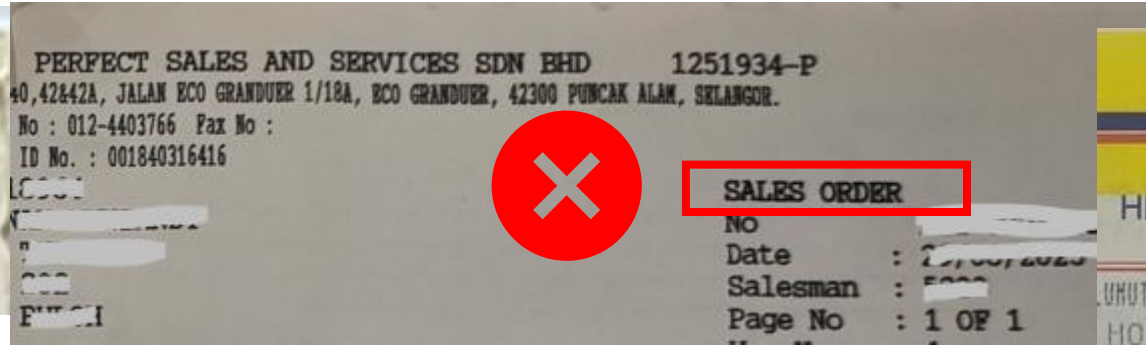 PERFECT SALES AND SERVICES SDN BHD 1251934-P
40,42&42A, JALAN ECO GRANDUER 1/18A, ECO GRANDUER, 42300 PUNCAK ALAM, SELANGOR.
No : 012-4403766 Fax No :
ID No. : 001840316416
SALES ORDER
No
Date :
Salesman :
Page No : 1 OF 1